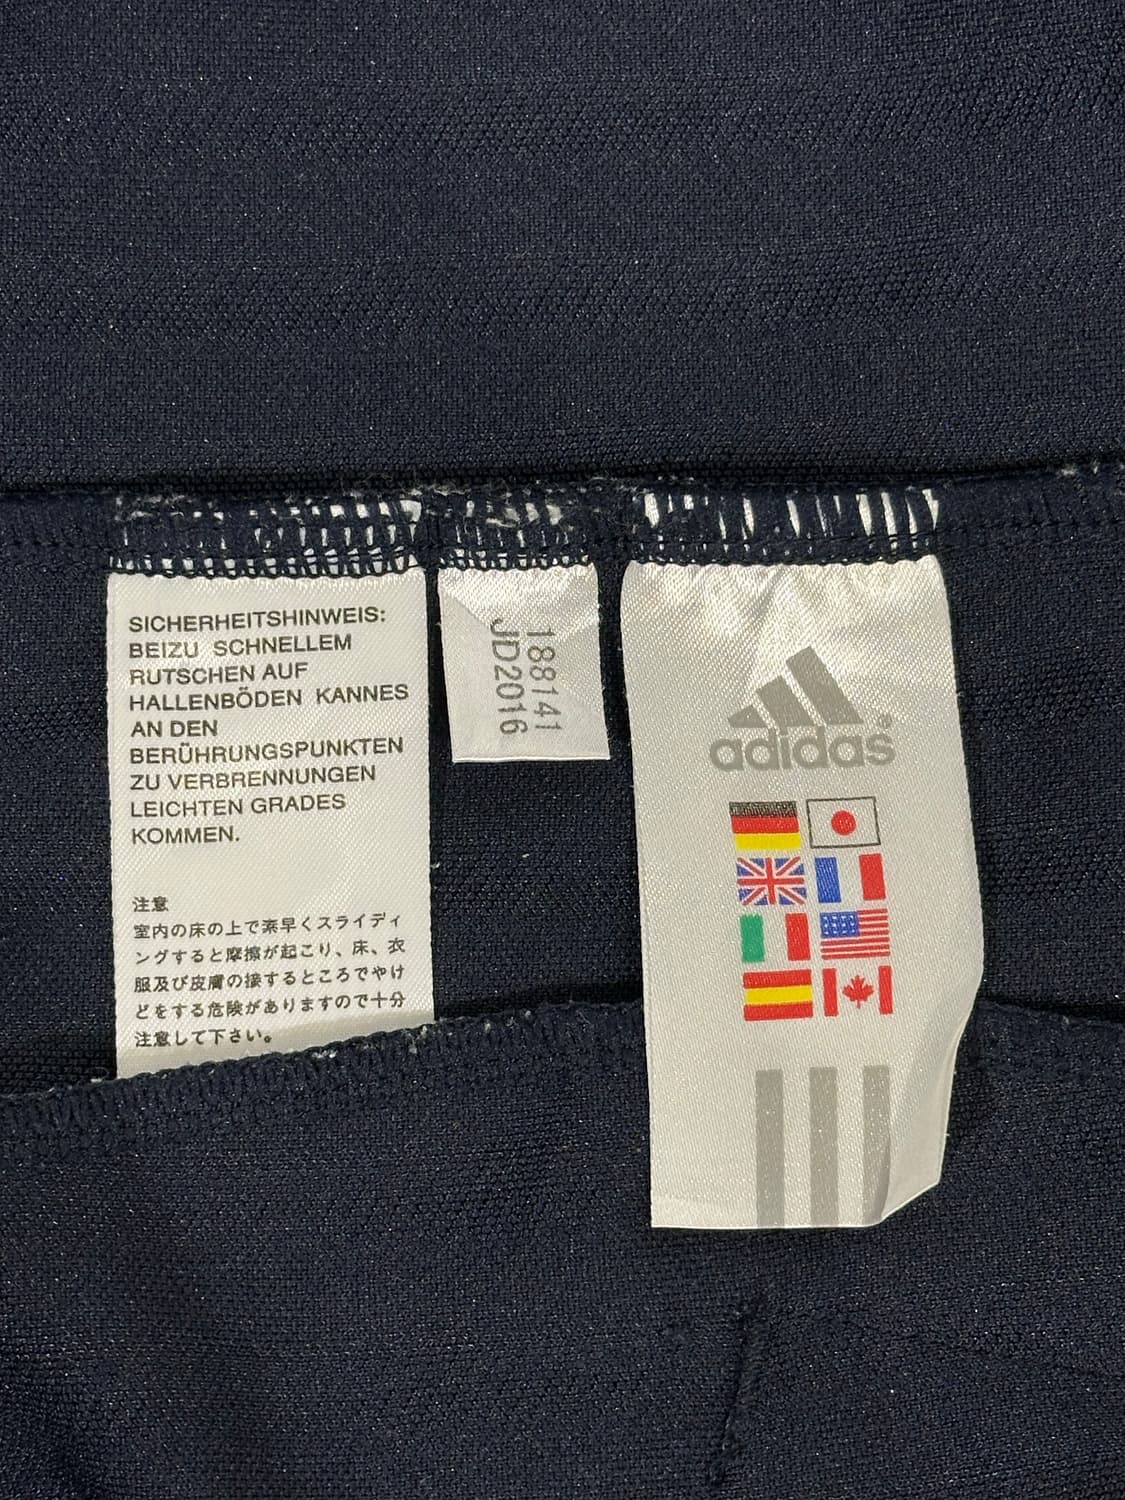 SICHERHEITSHINWEIS:
BEIZU SCHNELLEM
RUTSCHEN AUF
HALLENBÖDEN KANNES
AN DEN
BERÜHRUNGSPUNKTEN
ZU VERBRENNUNGEN
LEICHTEN GRADES
KOMMEN.
注意
室内の床の上で素早くスライディ
ングすると摩擦が起こり、床、衣
服及び皮膚の接するところでやけ
どをする危険がありますので十分
注意して下さい。
188141
JD2016
adidas®